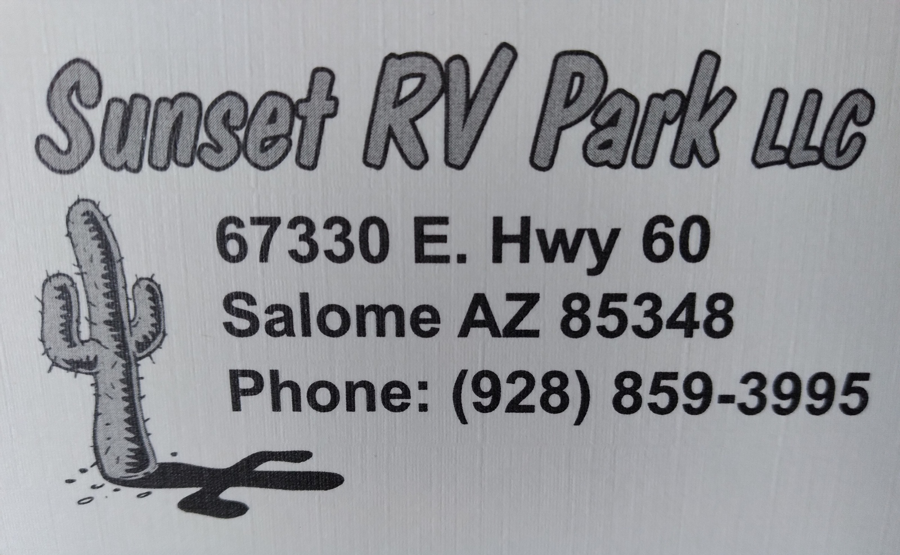 Sunset RV Park LLC
67330 E. Hwy 60
Salome AZ 85348
Phone: (928) 859-3995